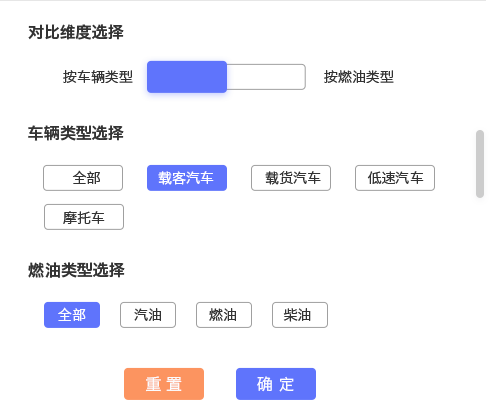 对比维度选择
按车辆类型 按燃油类型
车辆类型选择
全部 载客汽车 载货汽车 低速汽车
摩托车
燃油类型选择
全部 汽油 燃油 柴油
重 置 确 定